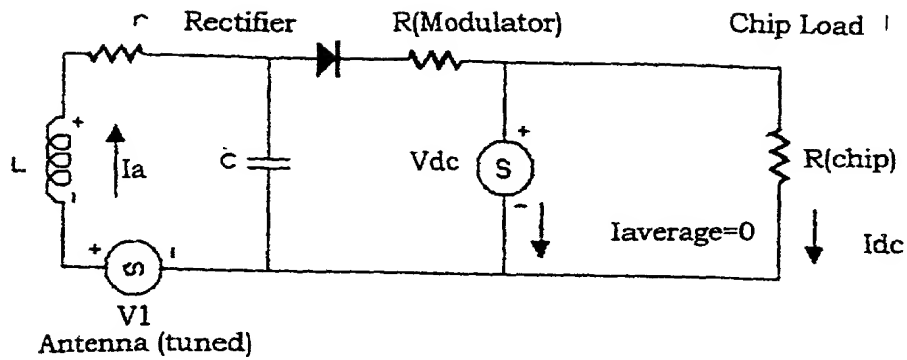 r Rectifier R(Modulator) Chip Load
L + Ia C Vdc + S R(chip)
- - Iaverage=0 Idc
+ S -
V1
Antenna (tuned)